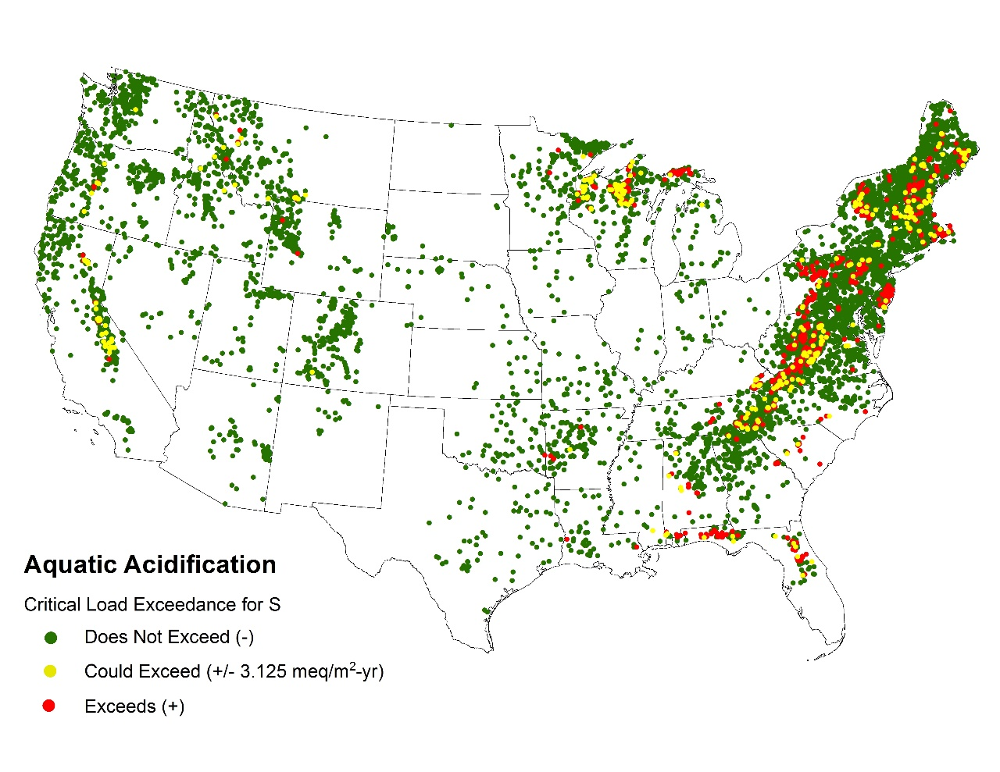 Aquatic Acidification
Critical Load Exceedance for S
Does Not Exceed (-)
Could Exceed (+/- 3.125 meq/m²-yr)
Exceeds (+)